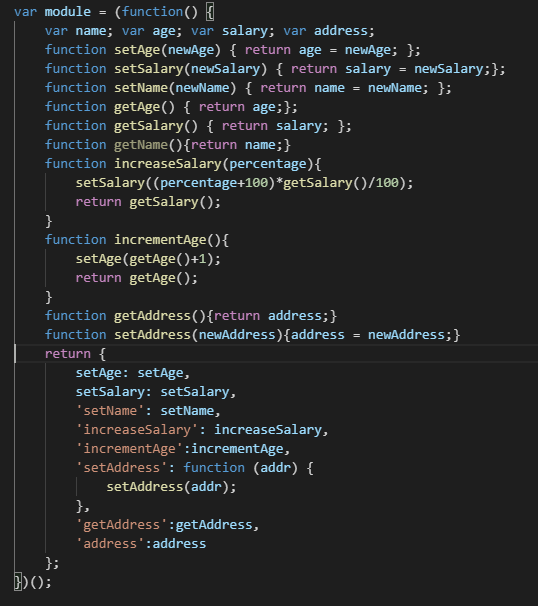 var module = (function() {
    var name; var age; var salary; var address;
    function setAge(newAge) { return age = newAge; };
    function setSalary(newSalary) { return salary = newSalary;};
    function setName(newName) { return name = newName; };
    function getAge() { return age;};
    function getSalary() { return salary; };
    function getName(){return name;}
    function increaseSalary(percentage){
        setSalary((percentage+100)*getSalary()/100);
        return getSalary();
    }
    function incrementAge(){
        setAge(getAge()+1);
        return getAge();
    }
    function getAddress(){return address;}
    function setAddress(newAddress){address = newAddress;}
    return {
        setAge: setAge,
        setSalary: setSalary,
        'setName': setName,
        'increaseSalary': increaseSalary,
        'incrementAge':incrementAge,
        'setAddress': function (addr) {
            setAddress(addr);
        },
        'getAddress':getAddress,
        'address':address
    };
})();